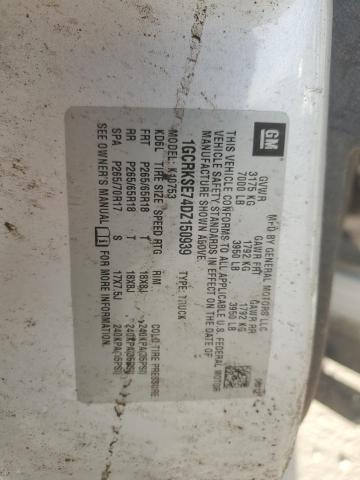 GM
MFD BY GENERAL MOTORS LLC
GVWR GAWR FRT GAWR RR
3175 KG 1792 KG 1792 KG
7000 LB 3950 LB 3950 LB
THIS VEHICLE CONFORMS TO ALL APPLICABLE U.S. FEDERAL MOTOR
VEHICLE SAFETY AND THEFT PREVENTION STANDARDS IN EFFECT ON THE DATE OF
MANUFACTURE SHOWN ABOVE.
1GCRKSE74DZ150939 TYPE: TRUCK
K10753
KD6L TIRE SIZE SPEED RTG RIM COLD TIRE PRESSURE
FRT P265/65R18 T 18X8J 240KPA(35PSI)
RR P265/65R18 T 18X8J 240KPA(35PSI)
SPA P265/70R17 S 17X7.5J 240KPA(35PSI)
SEE OWNER'S MANUAL FOR MORE INFORMATION.